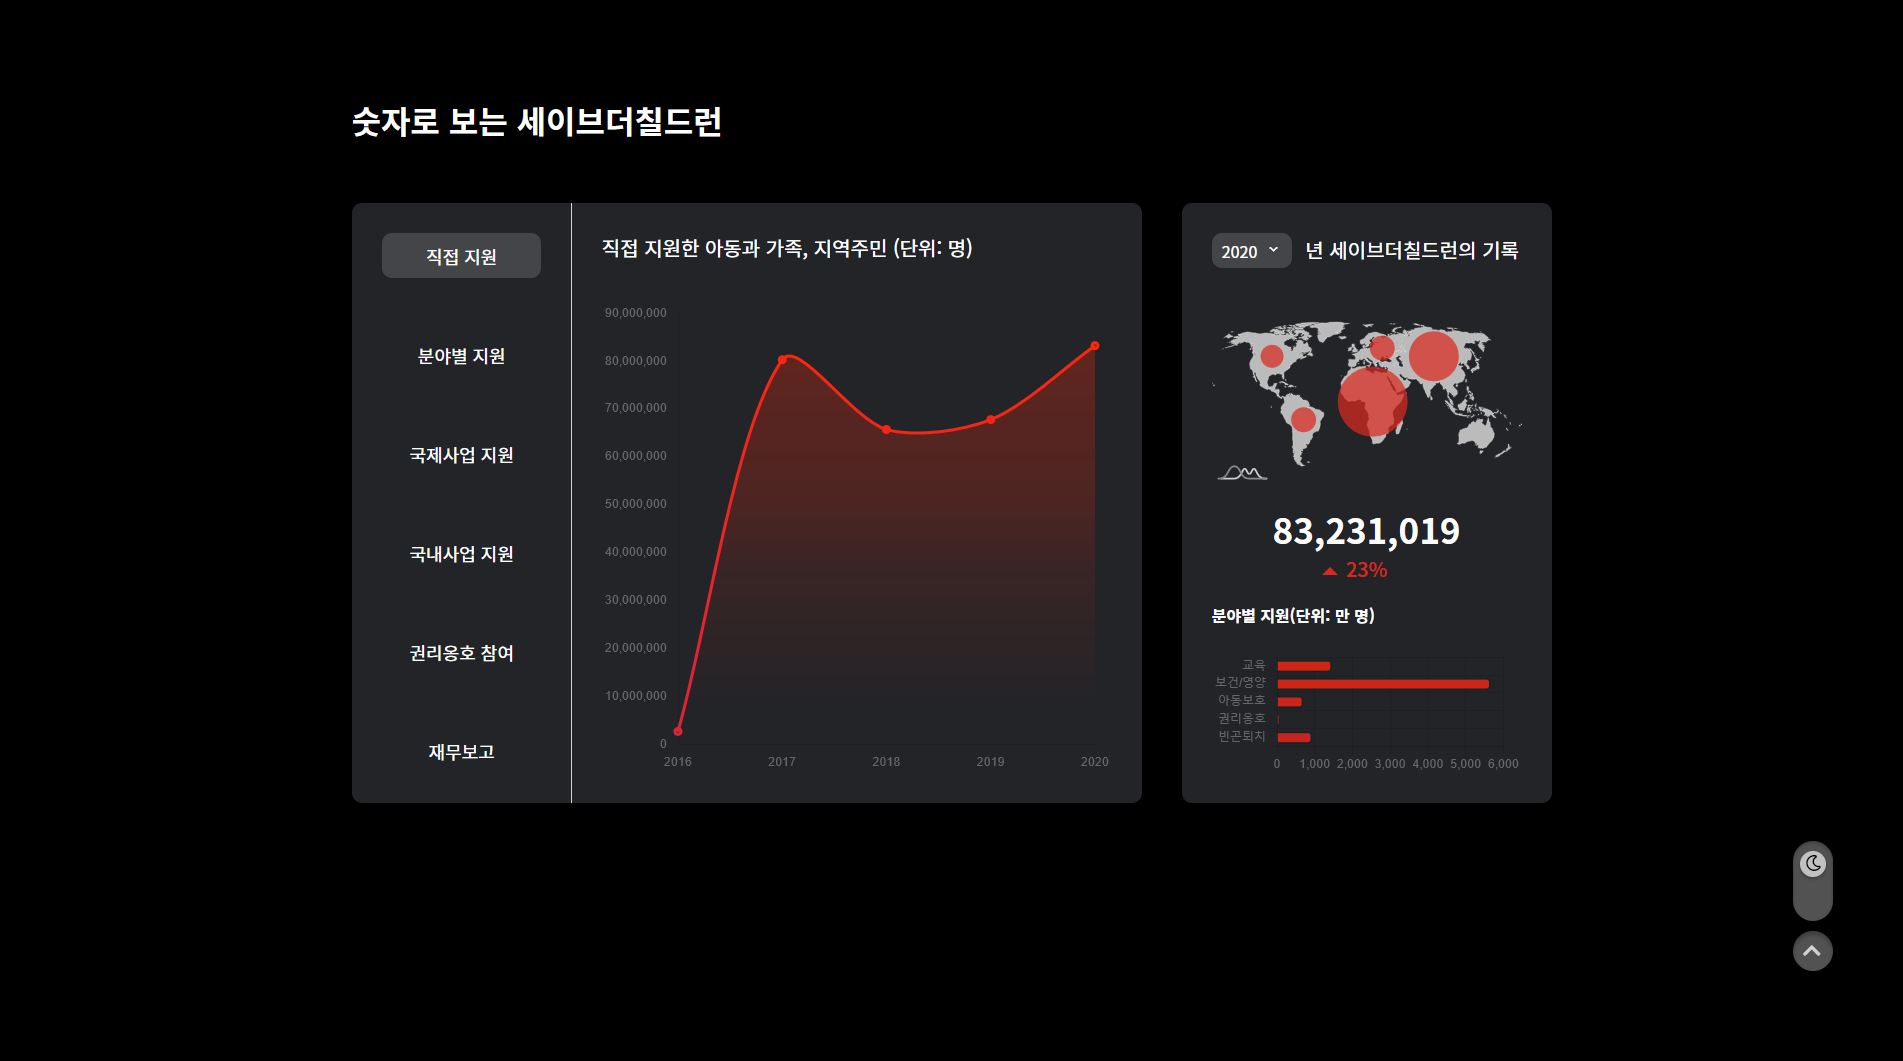 숫자로 보는 세이브더칠드런
직접 지원
분야별 지원
국제사업 지원
국내사업 지원
권리옹호 참여
재무보고
직접 지원한 아동과 가족, 지역주민 (단위: 명)
90,000,000
80,000,000
70,000,000
60,000,000
50,000,000
40,000,000
30,000,000
20,000,000
10,000,000
0
2016 2017 2018 2019 2020
2020 년 세이브더칠드런의 기록
83,231,019
23%
분야별 지원(단위: 만 명)
교육
보건/영양
아동보호
권리옹호
빈곤퇴치
0 1,000 2,000 3,000 4,000 5,000 6,000